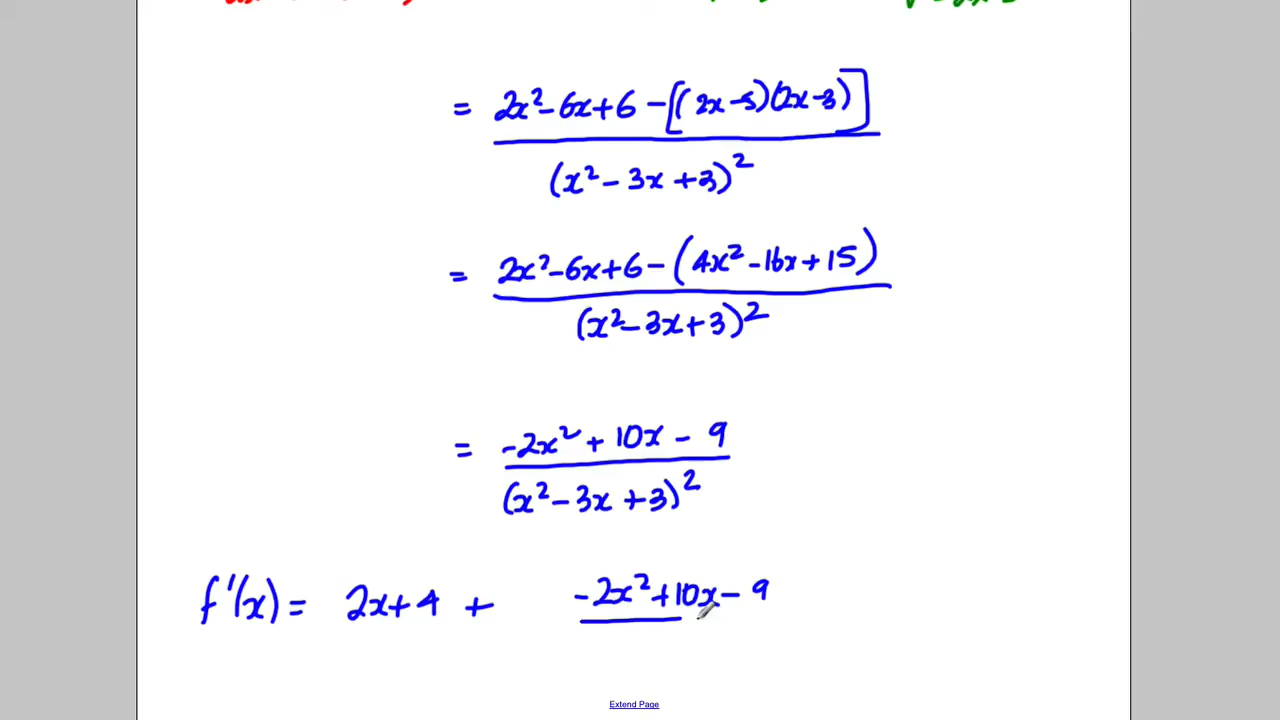 = 2x² - 6x + 6 - [(2x - 5)(2x - 3)]
(x² - 3x + 3)²
= 2x² - 6x + 6 - (4x² - 16x + 15)
(x² - 3x + 3)²
= -2x² + 10x - 9
(x² - 3x + 3)²
f'(x) = 2x + 4 + -2x² + 10x - 9
Extend Page